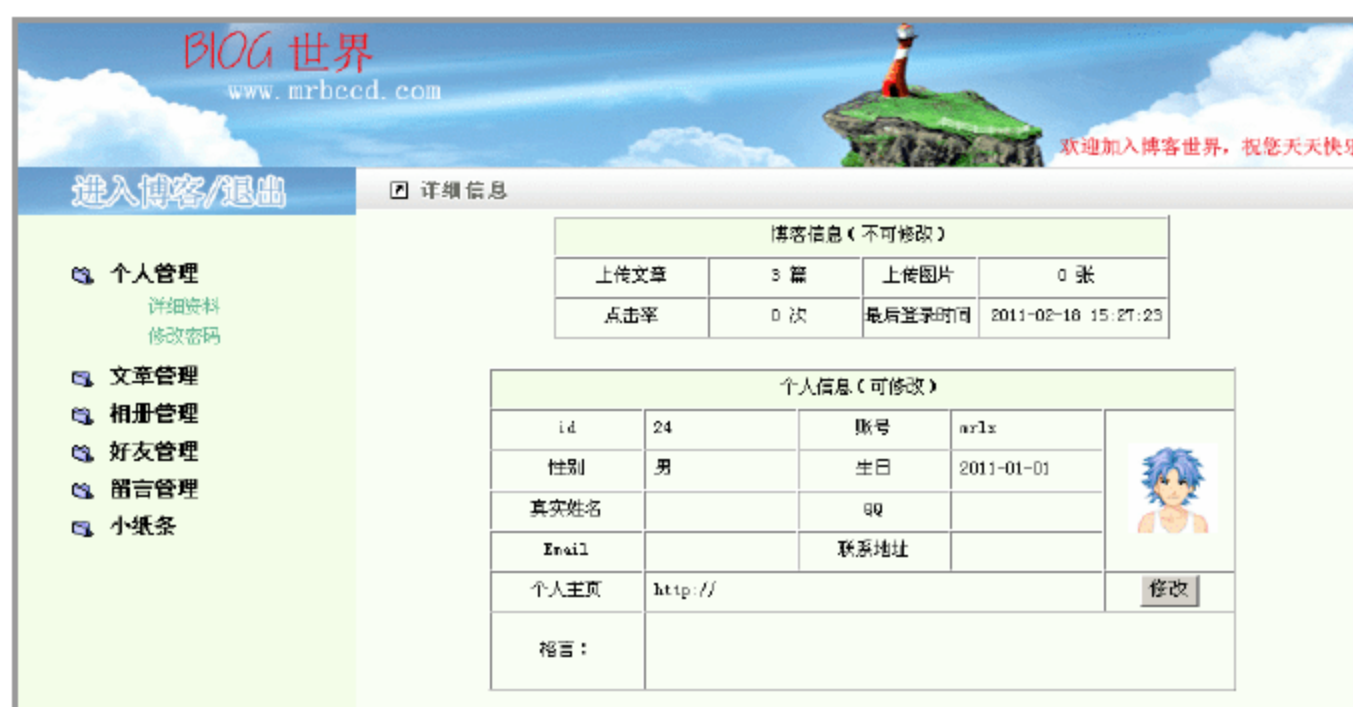 BlOG 世界
www.mrbccd.com
欢迎加入博客世界，祝您天天快乐
进入博客/退出
详细信息
个人管理
详细资料
修改密码
文章管理
相册管理
好友管理
留言管理
小纸条
博客信息(不可修改)
上传文章 3 篇 上传图片 0 张
点击率 0 次 最后登录时间 2011-02-18 15:27:23
个人信息(可修改)
id 24 账号 mrlx
性别 男 生日 2011-01-01
真实姓名 QQ
Email 联系地址
个人主页 http:// 修改
格言：